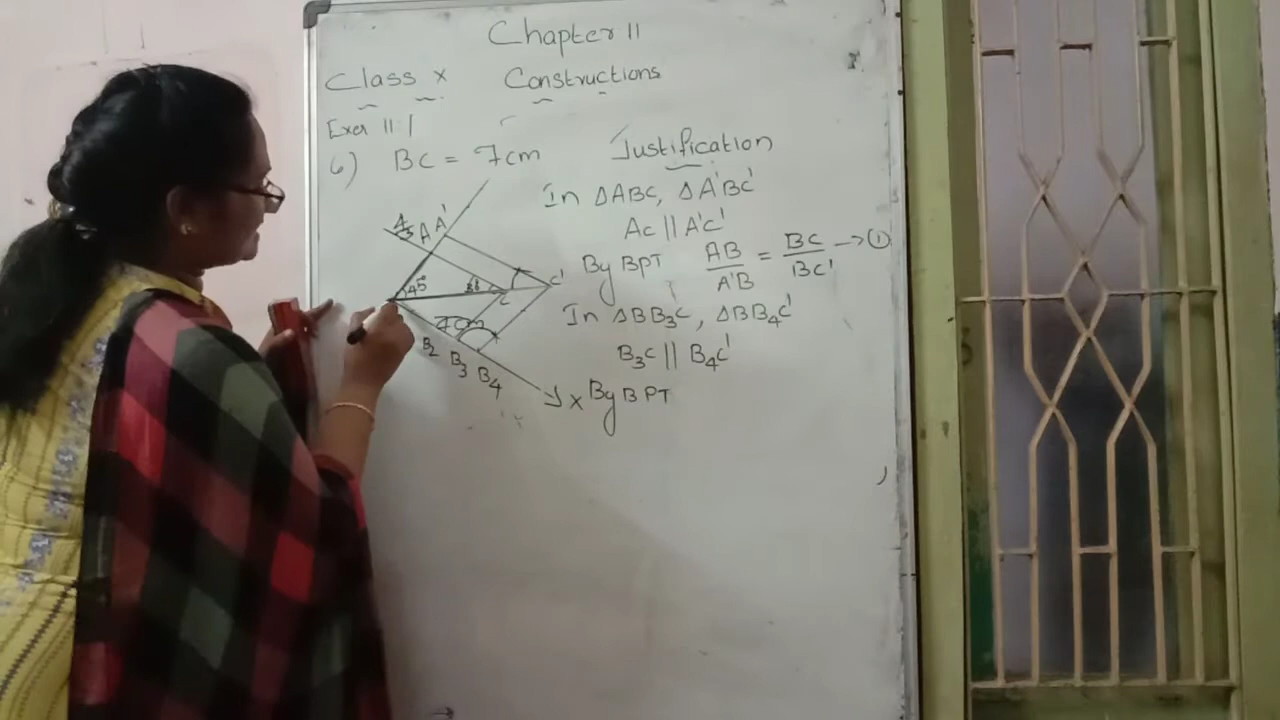 Chapter 11
Class X Constructions
Exer 11.1
6) BC = 7cm Justification
In ΔABC, ΔA'BC'
AC || A'C'
By BPT AB/A'B = BC/BC' → ①
In ΔBB₃C, ΔBB₄C'
B₃C || B₄C'
By BPT
A A'
45°
C C'
7cm
B₂ B₃ B₄
X